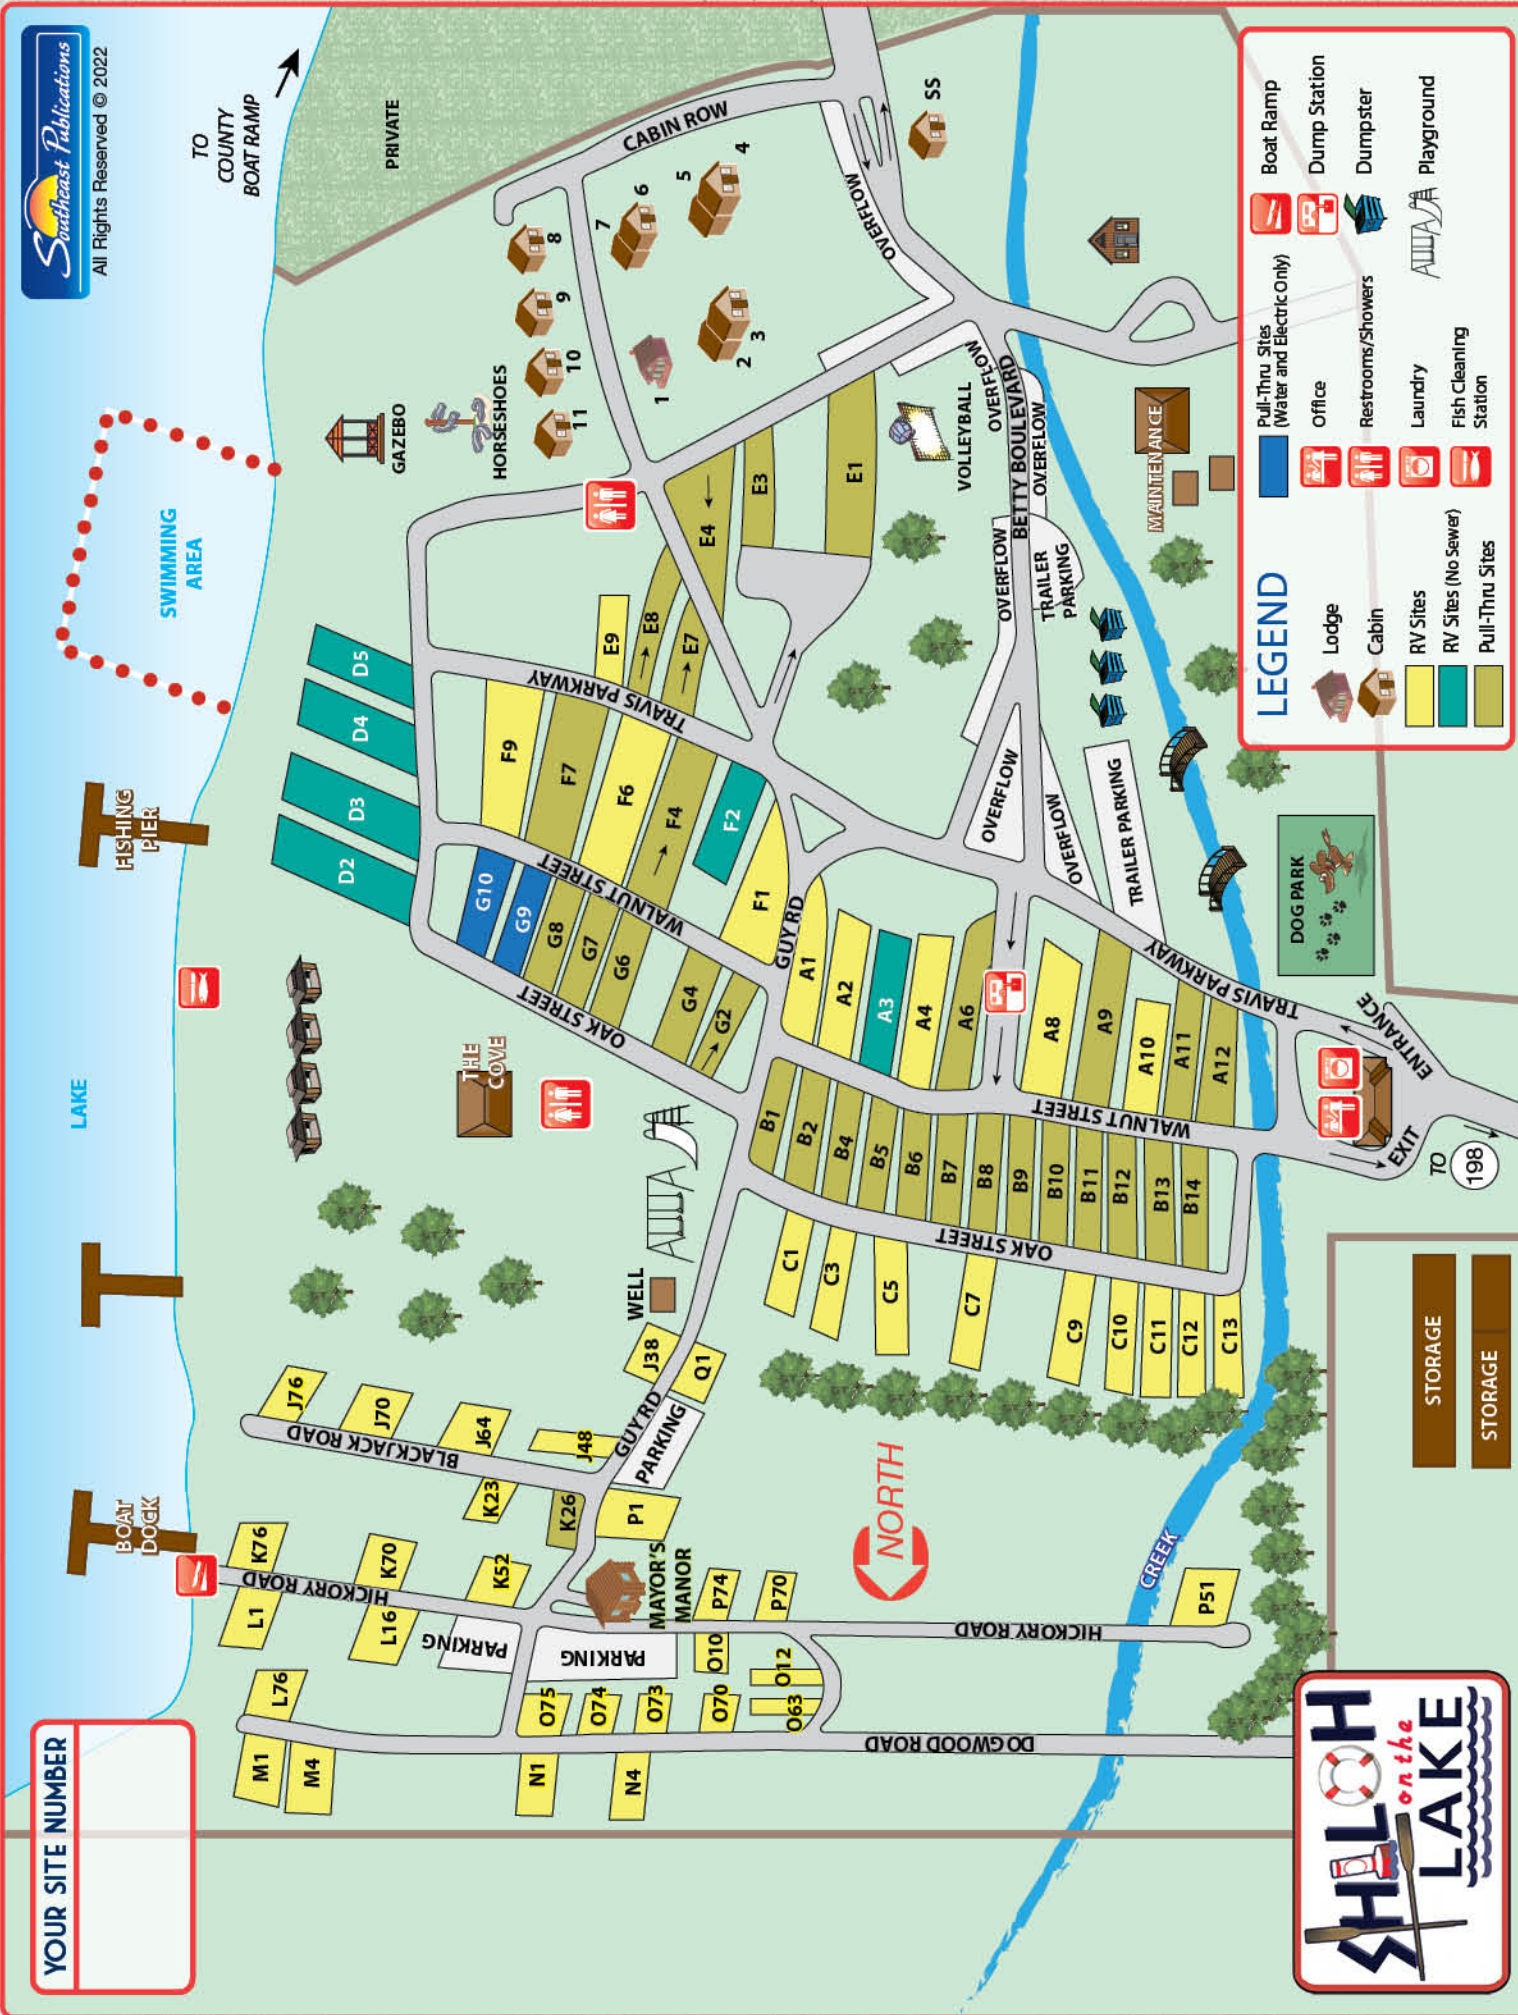 YOUR SITE NUMBER
Southeast Publications
All Rights Reserved © 2022
TO
COUNTY
BOAT RAMP
PRIVATE
LAKE
SWIMMING
AREA
FISHING
PIER
BOAT
DOCK
GAZEBO
HORSESHOES
THE
COVE
WELL
MAYOR'S
MANOR
VOLLEYBALL
MAINTENANCE
DOG PARK
CREEK
NORTH
STORAGE
STORAGE
ENTRANCE
EXIT
TO
198
CABIN ROW
BETTY BOULEVARD
TRAVIS PARKWAY
TRAVIS PARKWAY
WALNUT STREET
WALNUT STREET
OAK STREET
OAK STREET
GUY RD
GUY RD
BLACKJACK ROAD
HICKORY ROAD
HICKORY ROAD
DOGWOOD ROAD
OVERFLOW
OVERFLOW
OVERFLOW
OVERFLOW
OVERFLOW
OVERFLOW
TRAILER
PARKING
TRAILER PARKING
PARKING
PARKING
PARKING
M1
M4
L76
L1
L16
K76
K70
K52
K23
K26
J76
J70
J64
J48
J38
Q1
P1
P74
P70
P51
O10
O12
O63
O70
O73
O74
O75
N1
N4
D2
D3
D4
D5
G10
G9
G8
G7
G6
G4
G2
F9
F7
F6
F4
F2
F1
E9
E8
E7
E4
E3
E1
A1
A2
A3
A4
A6
A8
A9
A10
A11
A12
B1
B2
B4
B5
B6
B7
B8
B9
B10
B11
B12
B13
B14
C1
C3
C5
C7
C9
C10
C11
C12
C13
1
2
3
4
5
6
7
8
9
10
11
SS
LEGEND
Lodge
Cabin
RV Sites
RV Sites (No Sewer)
Pull-Thru Sites
Pull-Thru Sites
(Water and Electric Only)
Office
Restrooms/Showers
Laundry
Fish Cleaning
Station
Boat Ramp
Dump Station
Dumpster
Playground
SHILOH
on the
LAKE